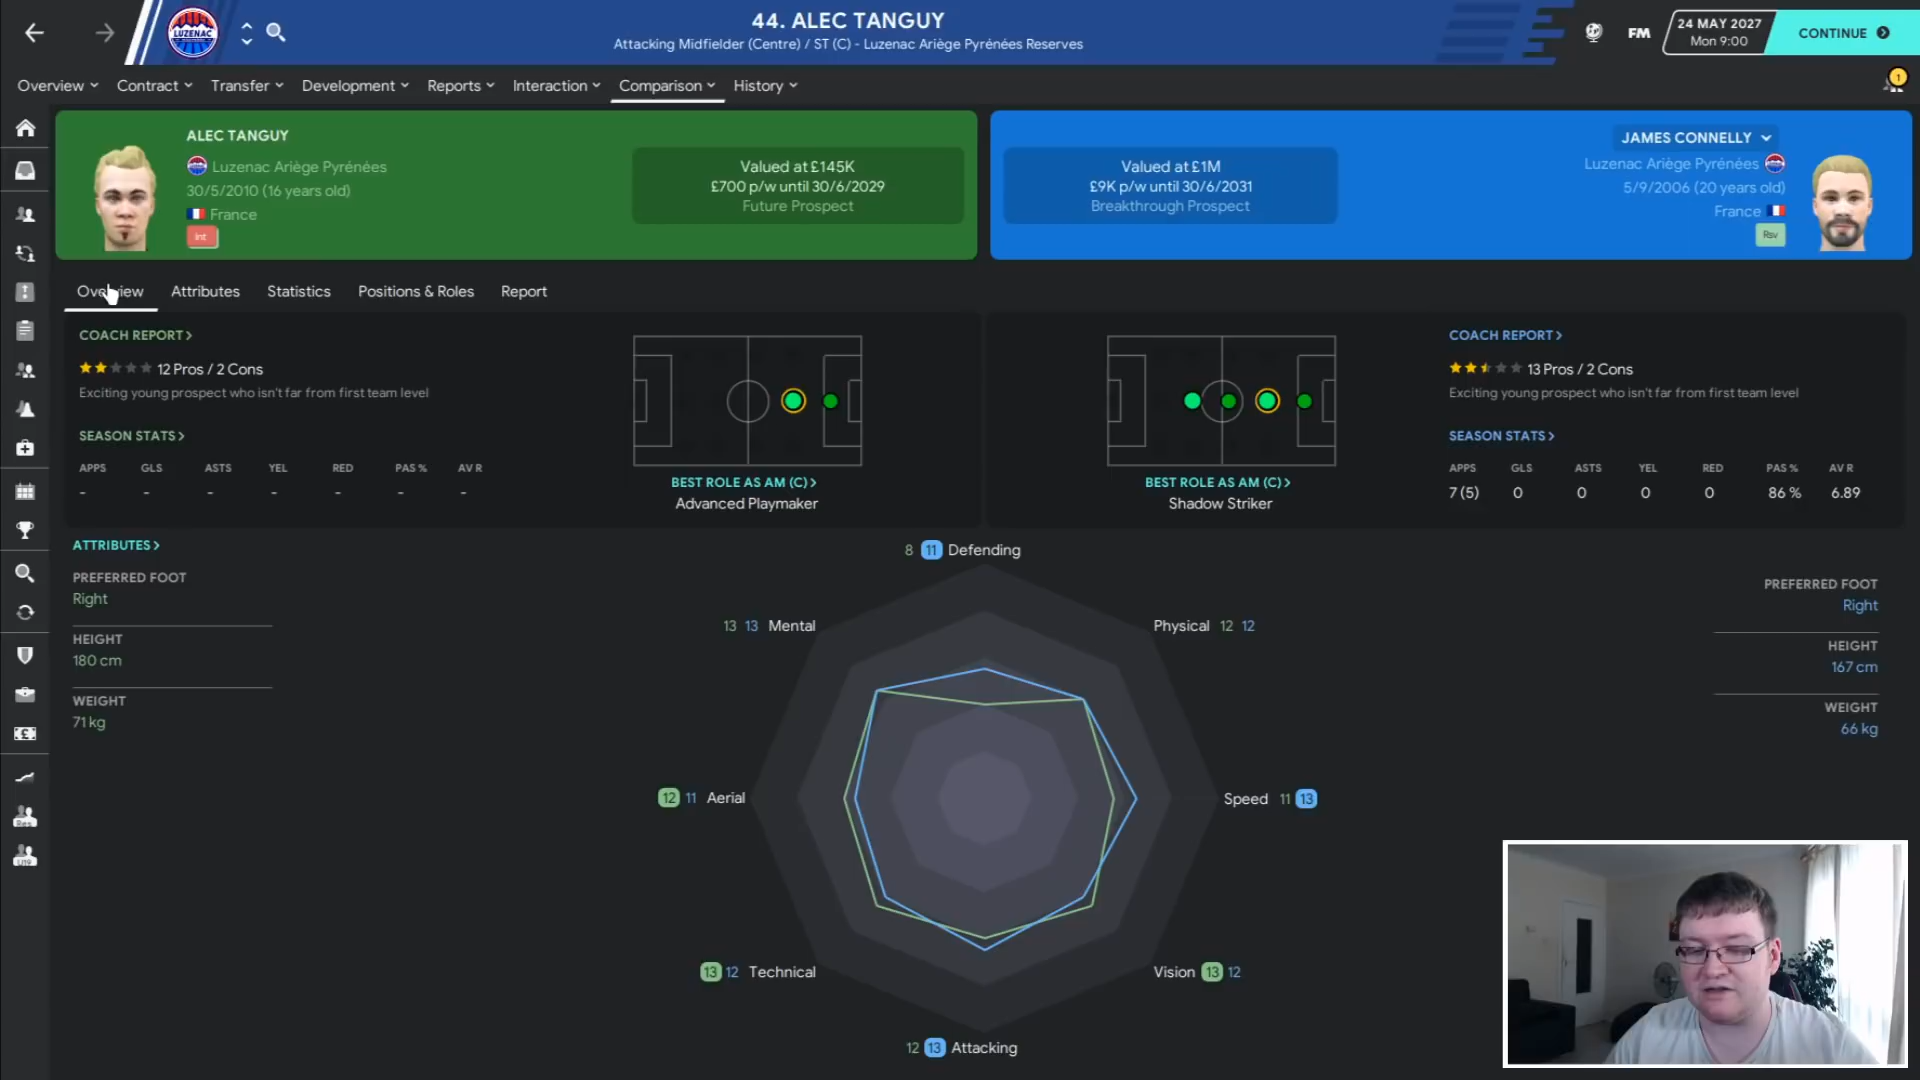 LUZENAC
44. ALEC TANGUY
Attacking Midfielder (Centre) / ST (C) - Luzenac Ariège Pyrénées Reserves
FM
24 MAY 2027
Mon 9:00
CONTINUE
Overview
Contract
Transfer
Development
Reports
Interaction
Comparison
History
1
ALEC TANGUY
Luzenac Ariège Pyrénées
30/5/2010 (16 years old)
France
Int
Valued at £145K
£700 p/w until 30/6/2029
Future Prospect
Valued at £1M
£9K p/w until 30/6/2031
Breakthrough Prospect
JAMES CONNELLY
Luzenac Ariège Pyrénées
5/9/2006 (20 years old)
France
Rsv
Overview
Attributes
Statistics
Positions & Roles
Report
COACH REPORT
12 Pros / 2 Cons
Exciting young prospect who isn't far from first team level
SEASON STATS
APPS GLS ASTS YEL RED PAS % AV R
- - - - - - -
BEST ROLE AS AM (C)
Advanced Playmaker
BEST ROLE AS AM (C)
Shadow Striker
COACH REPORT
13 Pros / 2 Cons
Exciting young prospect who isn't far from first team level
SEASON STATS
APPS GLS ASTS YEL RED PAS % AV R
7 (5) 0 0 0 0 86 % 6.89
ATTRIBUTES
PREFERRED FOOT
Right
HEIGHT
180 cm
WEIGHT
71 kg
8 11 Defending
13 13 Mental
Physical 12 12
12 11 Aerial
Speed 11 13
13 12 Technical
Vision 13 12
12 13 Attacking
PREFERRED FOOT
Right
HEIGHT
167 cm
WEIGHT
66 kg
Res
U19